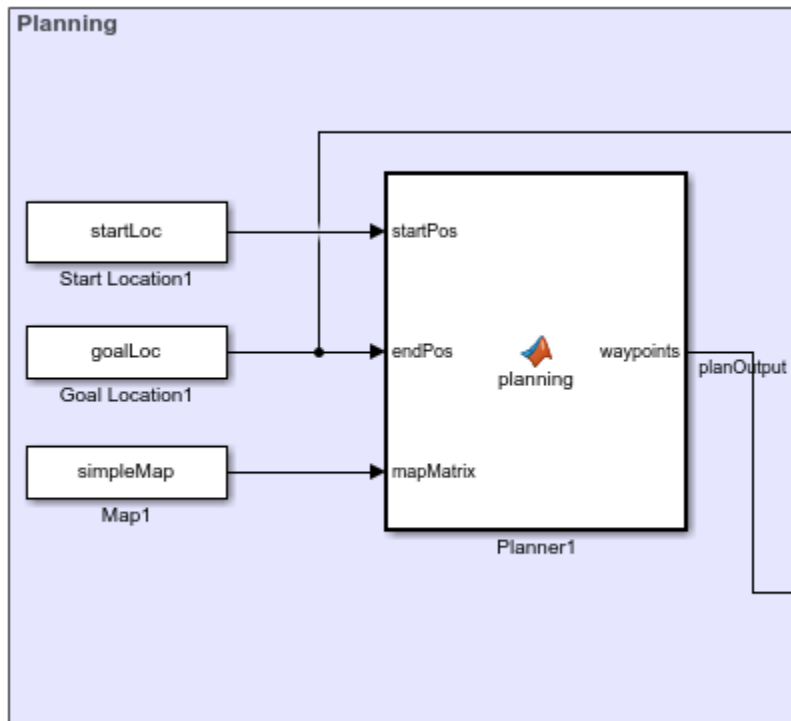 Planning
startLoc
Start Location1
goalLoc
Goal Location1
simpleMap
Map1
startPos
endPos
mapMatrix
planning
waypoints
Planner1
planOutput